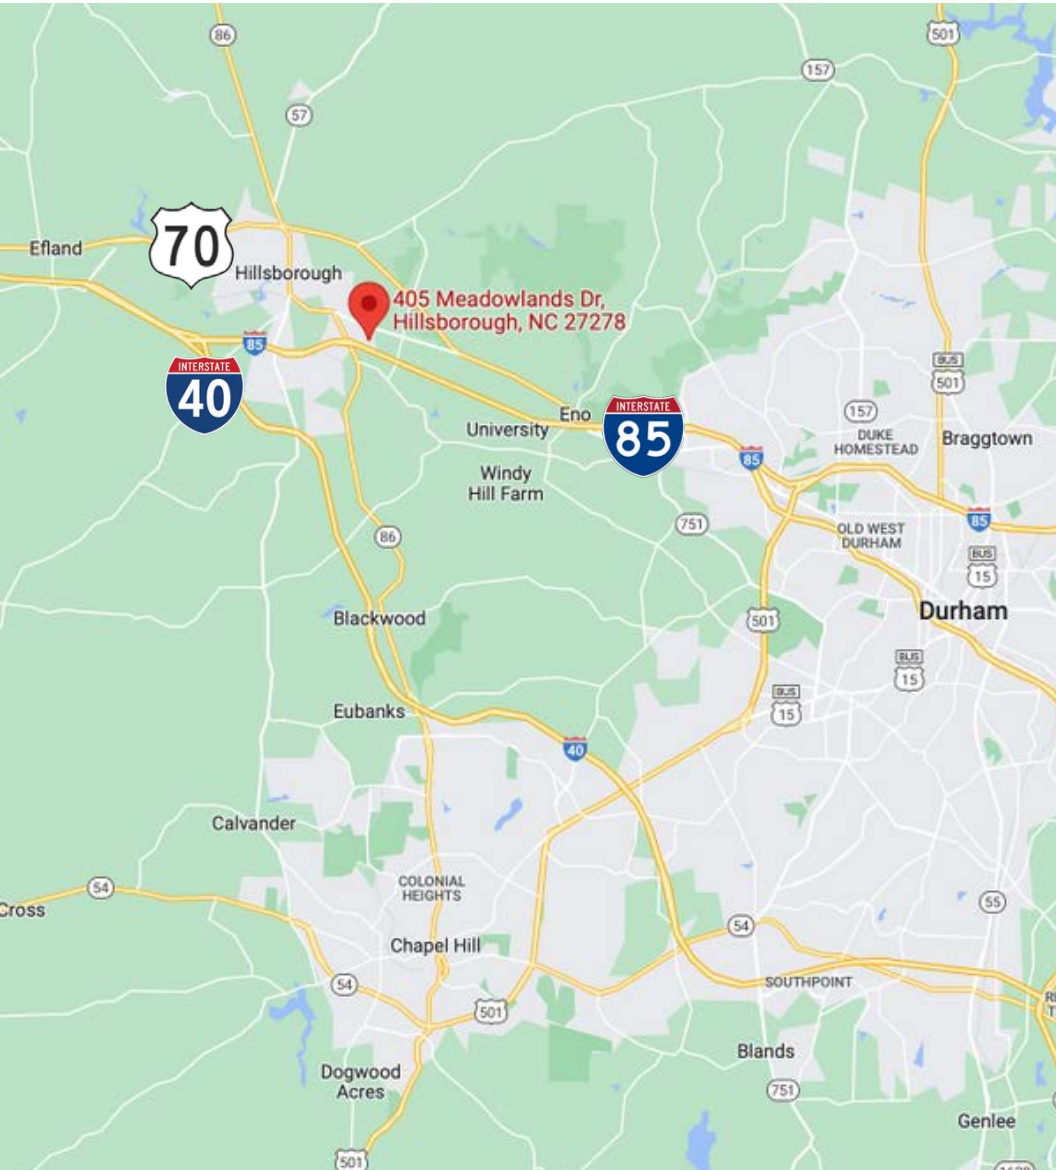 86
501
157
57
Efland
70
Hillsborough
405 Meadowlands Dr,
Hillsborough, NC 27278
85
INTERSTATE
40
BUS
501
Eno
INTERSTATE
85
157
University
DUKE
HOMESTEAD
Braggtown
85
Windy
Hill Farm
751
85
OLD WEST
DURHAM
86
BUS
15
Blackwood
501
Durham
BUS
15
Eubanks
BUS
15
40
Calvander
COLONIAL
HEIGHTS
54
55
Cross
54
Chapel Hill
54
SOUTHPOINT
501
Blands
Dogwood
Acres
751
Genlee
501